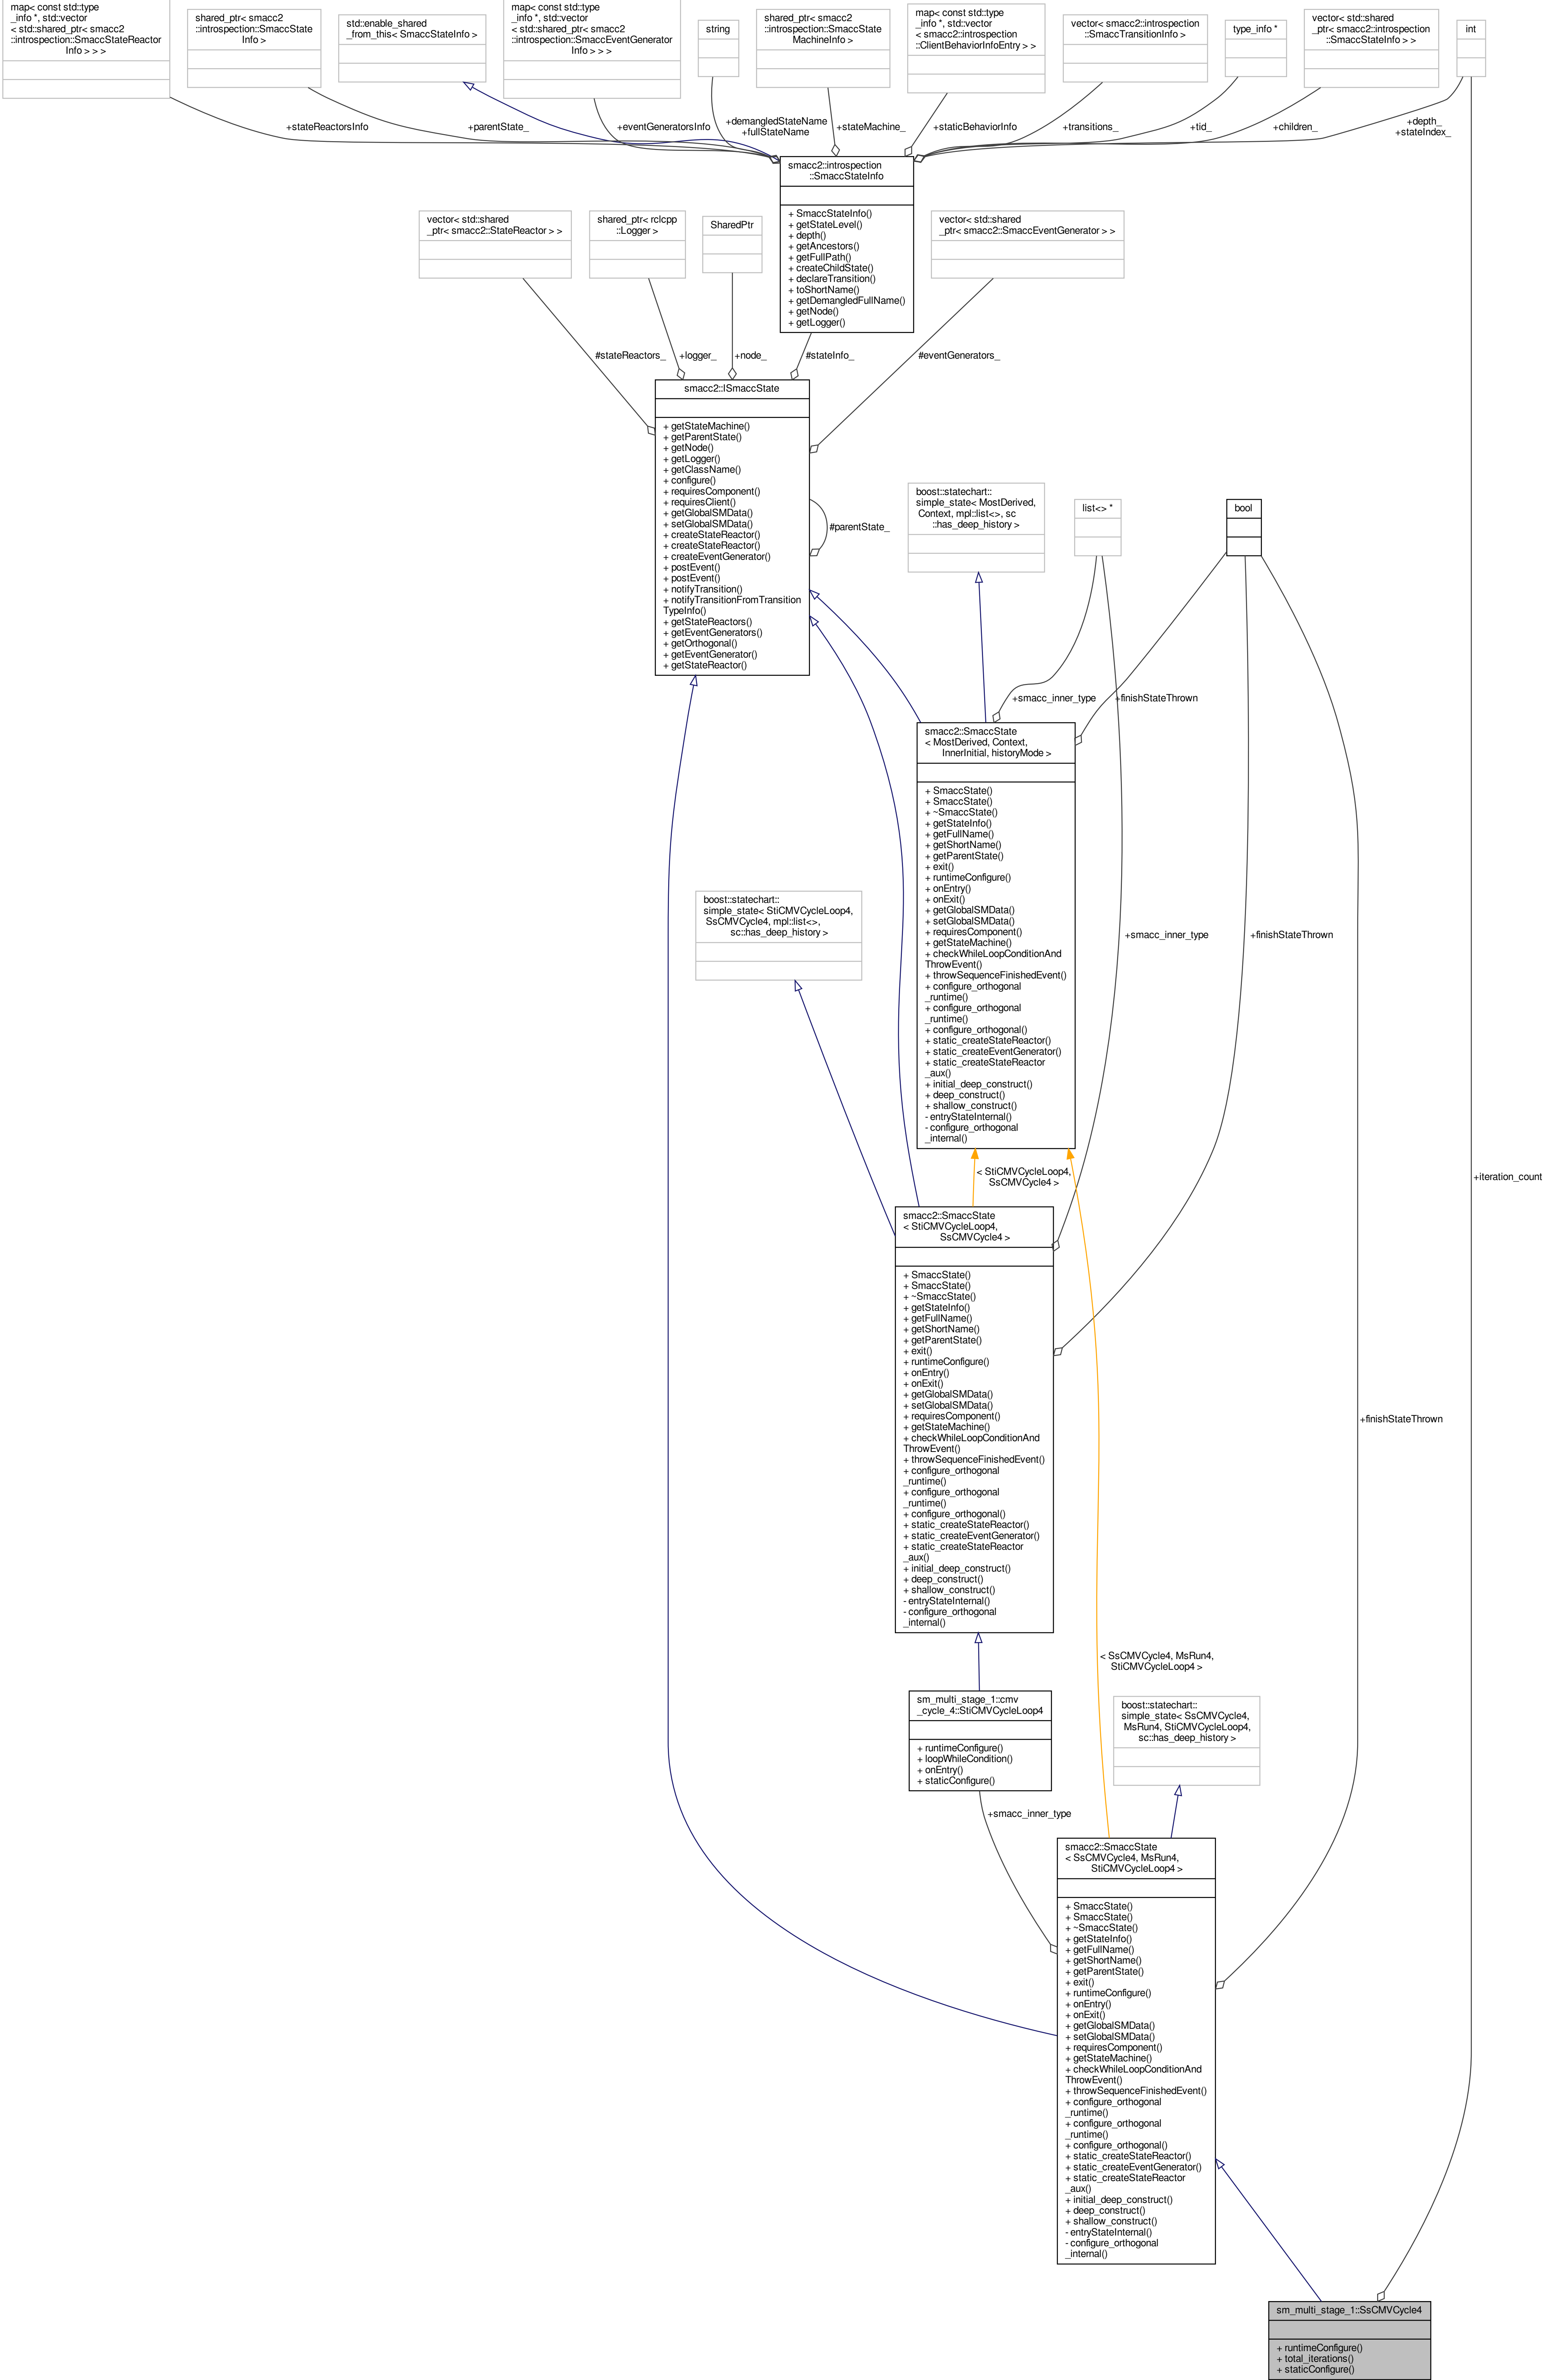 map< const std::type
_info *, std::vector
< std::shared_ptr< smacc2
::introspection::SmaccStateReactor
Info > > >
shared_ptr< smacc2
::introspection::SmaccState
Info >
std::enable_shared
_from_this< SmaccStateInfo >
map< const std::type
_info *, std::vector
< std::shared_ptr< smacc2
::introspection::SmaccEventGenerator
Info > > >
string
shared_ptr< smacc2
::introspection::SmaccState
MachineInfo >
map< const std::type
_info *, std::vector
< smacc2::introspection
::ClientBehaviorInfoEntry > >
vector< smacc2::introspection
::SmaccTransitionInfo >
type_info *
vector< std::shared
_ptr< smacc2::introspection
::SmaccStateInfo > >
int
+stateReactorsInfo
+parentState_
+eventGeneratorsInfo
+demangledStateName
+fullStateName
+stateMachine_
+staticBehaviorInfo
+transitions_
+tid_
+children_
+depth_
+stateIndex_
smacc2::introspection
::SmaccStateInfo
+ SmaccStateInfo()
+ getStateLevel()
+ depth()
+ getAncestors()
+ getFullPath()
+ createChildState()
+ declareTransition()
+ toShortName()
+ getDemangledFullName()
+ getNode()
+ getLogger()
vector< std::shared
_ptr< smacc2::StateReactor > >
shared_ptr< rclcpp
::Logger >
SharedPtr
vector< std::shared
_ptr< smacc2::SmaccEventGenerator > >
#stateReactors_
+logger_
+node_
#stateInfo_
#eventGenerators_
smacc2::ISmaccState
+ getStateMachine()
+ getParentState()
+ getNode()
+ getLogger()
+ getClassName()
+ configure()
+ requiresComponent()
+ requiresClient()
+ getGlobalSMData()
+ setGlobalSMData()
+ createStateReactor()
+ createStateReactor()
+ createEventGenerator()
+ postEvent()
+ postEvent()
+ notifyTransition()
+ notifyTransitionFromTransition
TypeInfo()
+ getStateReactors()
+ getEventGenerators()
+ getOrthogonal()
+ getEventGenerator()
+ getStateReactor()
#parentState_
boost::statechart::
simple_state< MostDerived,
Context, mpl::list<>, sc
::has_deep_history >
list<> *
bool
+smacc_inner_type
+finishStateThrown
smacc2::SmaccState
< MostDerived, Context,
InnerInitial, historyMode >
+ SmaccState()
+ SmaccState()
+ ~SmaccState()
+ getStateInfo()
+ getFullName()
+ getShortName()
+ getParentState()
+ exit()
+ runtimeConfigure()
+ onEntry()
+ onExit()
+ getGlobalSMData()
+ setGlobalSMData()
+ requiresComponent()
+ getStateMachine()
+ checkWhileLoopConditionAnd
ThrowEvent()
+ throwSequenceFinishedEvent()
+ configure_orthogonal
_runtime()
+ configure_orthogonal
_runtime()
+ configure_orthogonal()
+ static_createStateReactor()
+ static_createEventGenerator()
+ static_createStateReactor
_aux()
+ initial_deep_construct()
+ deep_construct()
+ shallow_construct()
- entryStateInternal()
- configure_orthogonal
_internal()
boost::statechart::
simple_state< StiCMVCycleLoop4,
SsCMVCycle4, mpl::list<>,
sc::has_deep_history >
+smacc_inner_type
+finishStateThrown
< StiCMVCycleLoop4,
SsCMVCycle4 >
+iteration_count
smacc2::SmaccState
< StiCMVCycleLoop4,
SsCMVCycle4 >
+ SmaccState()
+ SmaccState()
+ ~SmaccState()
+ getStateInfo()
+ getFullName()
+ getShortName()
+ getParentState()
+ exit()
+ runtimeConfigure()
+ onEntry()
+ onExit()
+ getGlobalSMData()
+ setGlobalSMData()
+ requiresComponent()
+ getStateMachine()
+ checkWhileLoopConditionAnd
ThrowEvent()
+ throwSequenceFinishedEvent()
+ configure_orthogonal
_runtime()
+ configure_orthogonal
_runtime()
+ configure_orthogonal()
+ static_createStateReactor()
+ static_createEventGenerator()
+ static_createStateReactor
_aux()
+ initial_deep_construct()
+ deep_construct()
+ shallow_construct()
- entryStateInternal()
- configure_orthogonal
_internal()
+finishStateThrown
< SsCMVCycle4, MsRun4,
StiCMVCycleLoop4 >
sm_multi_stage_1::cmv
_cycle_4::StiCMVCycleLoop4
+ runtimeConfigure()
+ loopWhileCondition()
+ onEntry()
+ staticConfigure()
boost::statechart::
simple_state< SsCMVCycle4,
MsRun4, StiCMVCycleLoop4,
sc::has_deep_history >
+smacc_inner_type
smacc2::SmaccState
< SsCMVCycle4, MsRun4,
StiCMVCycleLoop4 >
+ SmaccState()
+ SmaccState()
+ ~SmaccState()
+ getStateInfo()
+ getFullName()
+ getShortName()
+ getParentState()
+ exit()
+ runtimeConfigure()
+ onEntry()
+ onExit()
+ getGlobalSMData()
+ setGlobalSMData()
+ requiresComponent()
+ getStateMachine()
+ checkWhileLoopConditionAnd
ThrowEvent()
+ throwSequenceFinishedEvent()
+ configure_orthogonal
_runtime()
+ configure_orthogonal
_runtime()
+ configure_orthogonal()
+ static_createStateReactor()
+ static_createEventGenerator()
+ static_createStateReactor
_aux()
+ initial_deep_construct()
+ deep_construct()
+ shallow_construct()
- entryStateInternal()
- configure_orthogonal
_internal()
sm_multi_stage_1::SsCMVCycle4
+ runtimeConfigure()
+ total_iterations()
+ staticConfigure()